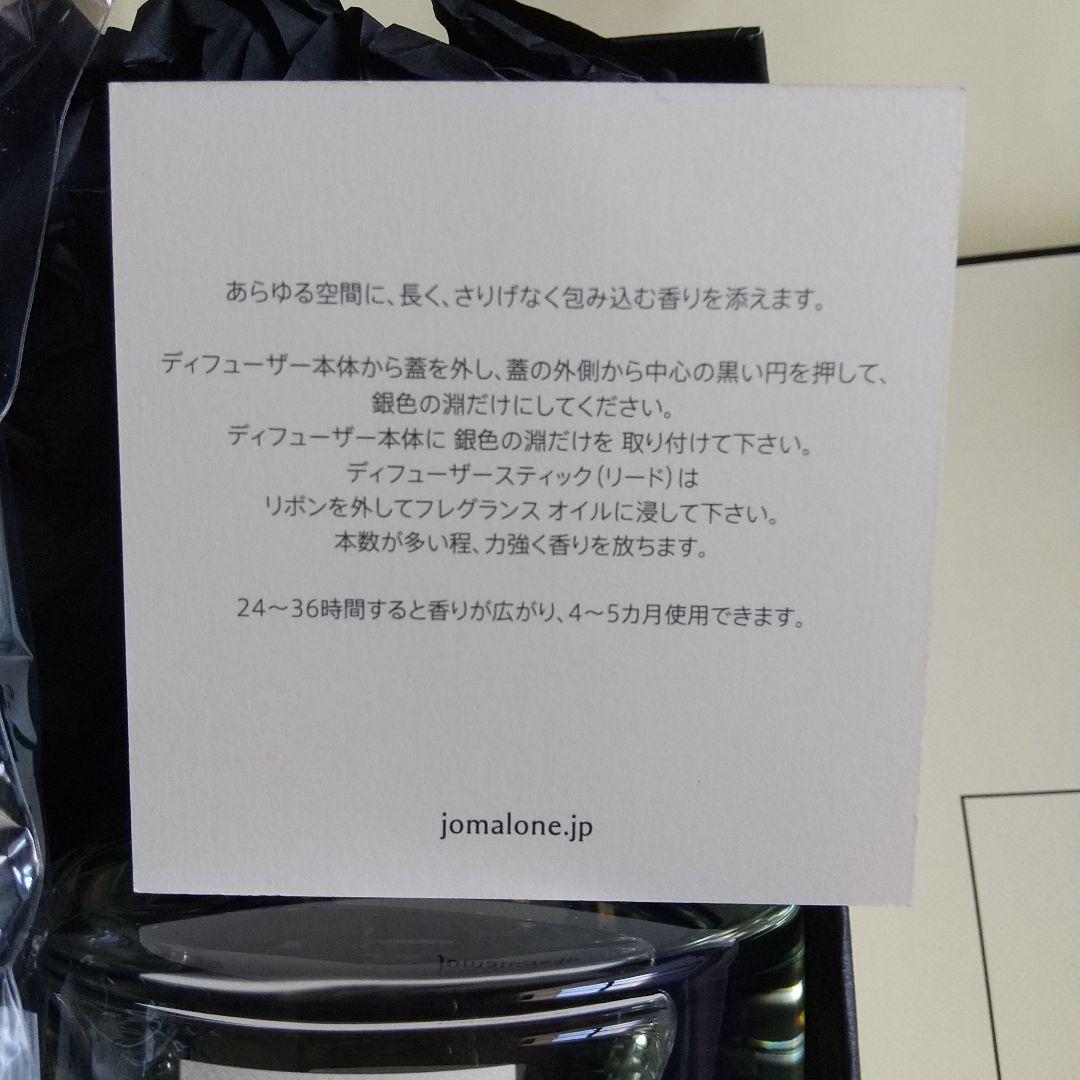 あらゆる空間に、長く、さりげなく包み込む香りを添えます。
ディフューザー本体から蓋を外し、蓋の外側から中心の黒い円を押して、
銀色の淵だけにしてください。
ディフューザー本体に 銀色の淵だけを 取り付けて下さい。
ディフューザースティック(リード)は
リボンを外してフレグランス オイルに浸して下さい。
本数が多い程、力強く香りを放ちます。
24〜36時間すると香りが広がり、4〜5カ月使用できます。
jomalone.jp